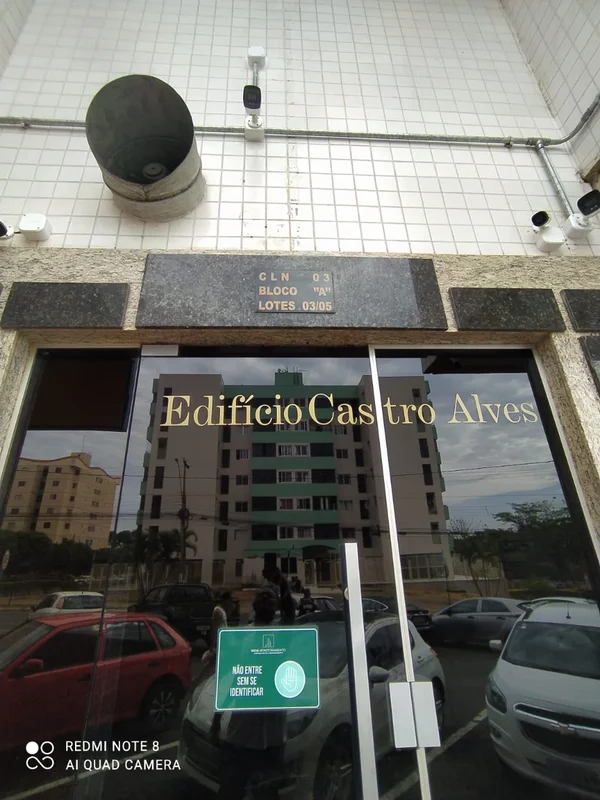 CLN 03
BLOCO "A"
LOTES 03/05
Edifício Castro Alves
NÃO ENTRE
SEM SE
IDENTIFICAR
REDMI NOTE 8
AI QUAD CAMERA